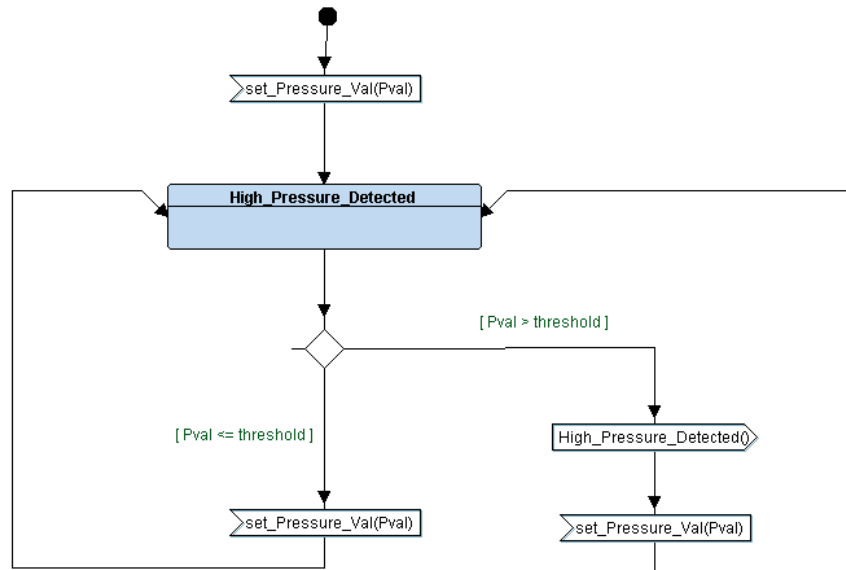 set_Pressure_Val(Pval)
High_Pressure_Detected
[ Pval > threshold ]
[ Pval <= threshold ]
High_Pressure_Detected()
set_Pressure_Val(Pval)
set_Pressure_Val(Pval)